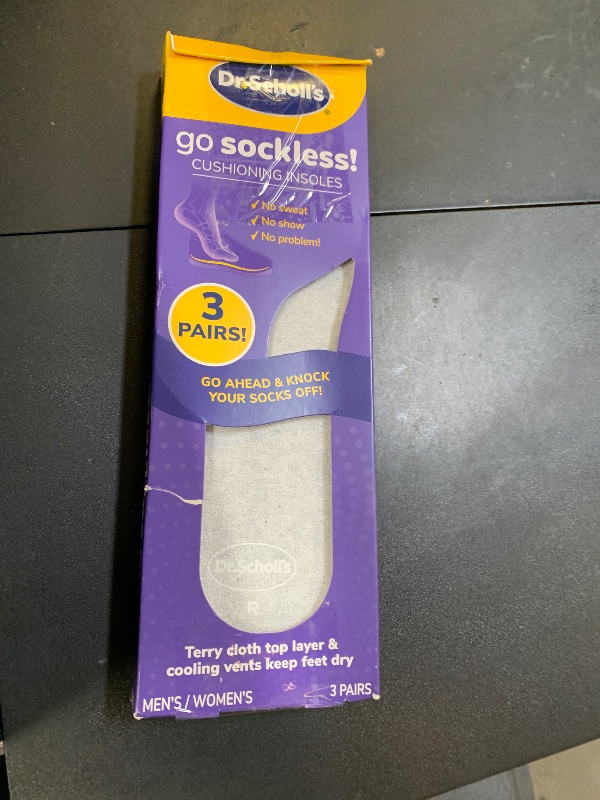 Dr.Scholl's®
go sockless!
CUSHIONING INSOLES
✓ No sweat
✓ No show
✓ No problem!
3
PAIRS!
GO AHEAD & KNOCK
YOUR SOCKS OFF!
Dr.Scholl's
R
Terry cloth top layer &
cooling vents keep feet dry
MEN'S / WOMEN'S
3 PAIRS